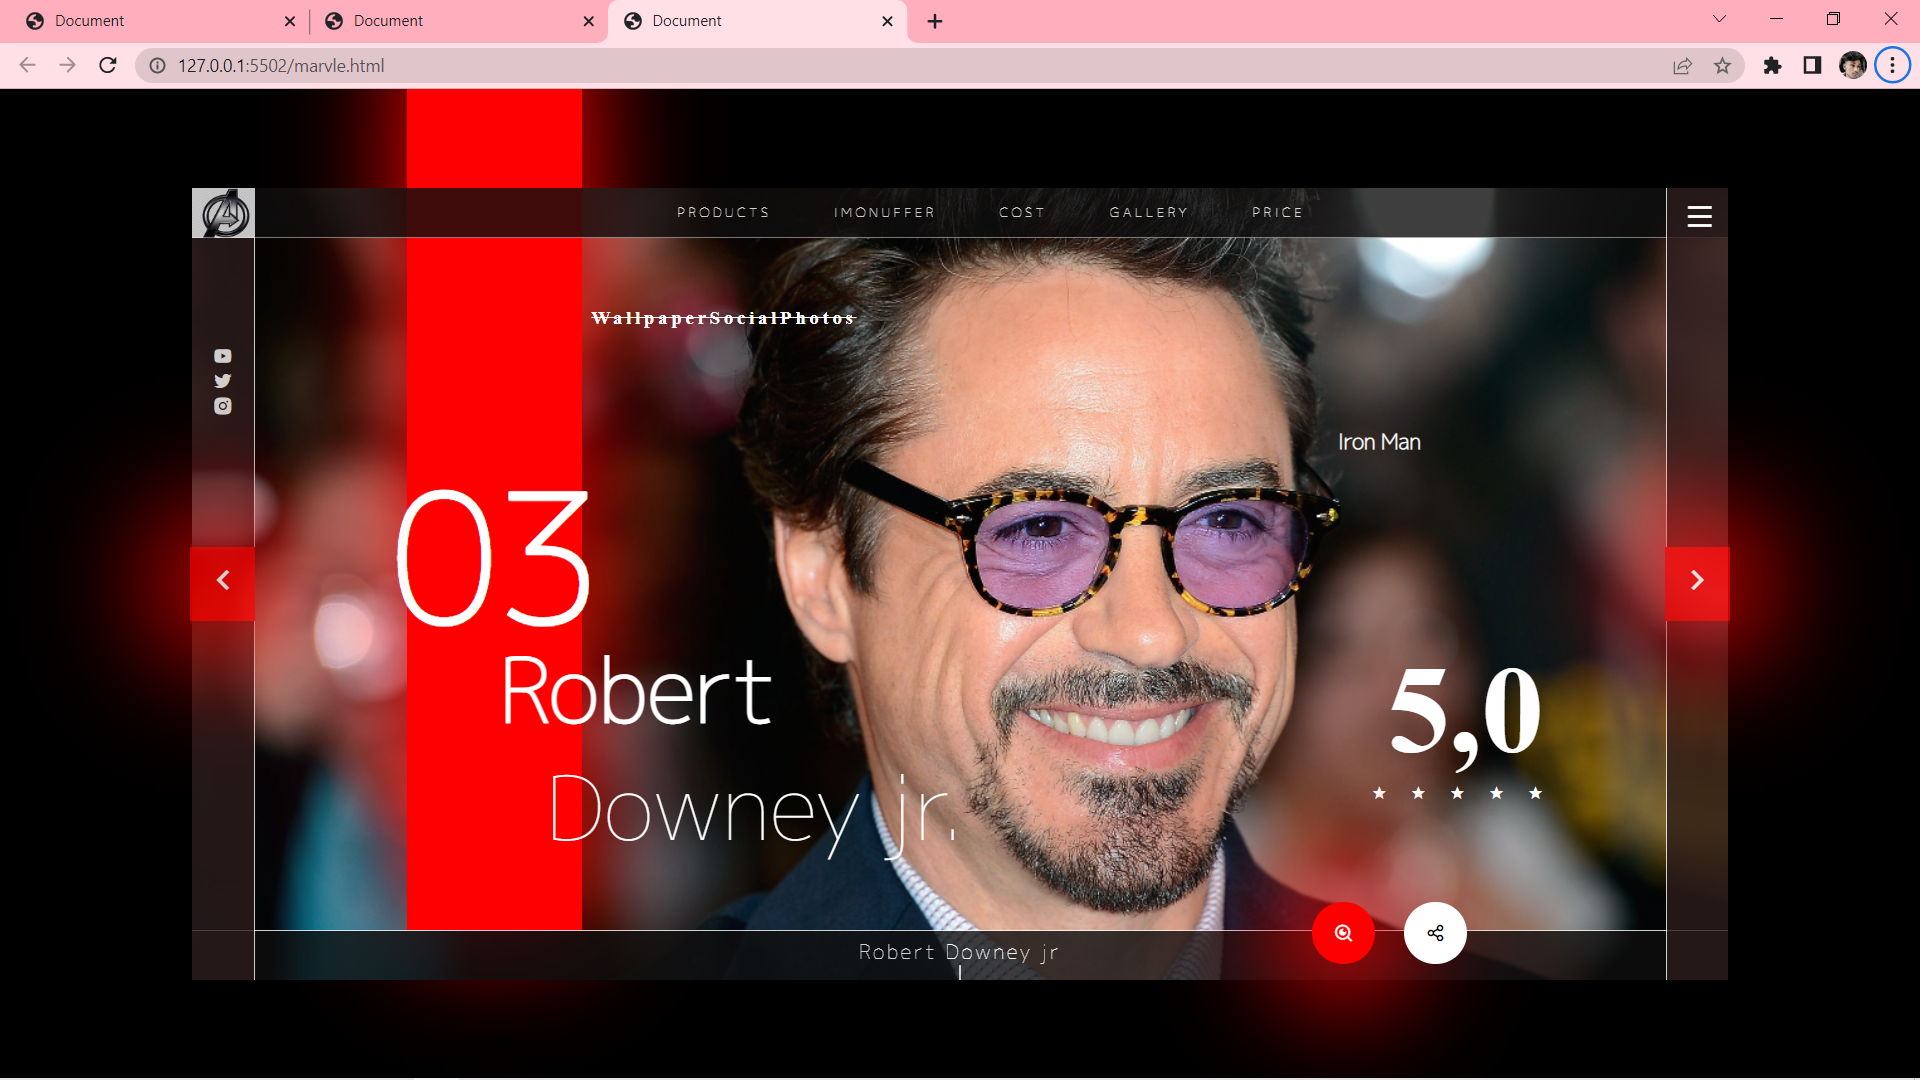 Document
Document
Document
127.0.0.1:5502/marvle.html
PRODUCTS IMONUFFER COST GALLERY PRICE
WallpaperSocialPhotos
Iron Man
03
Robert
Downey jr.
5,0
Robert Downey jr